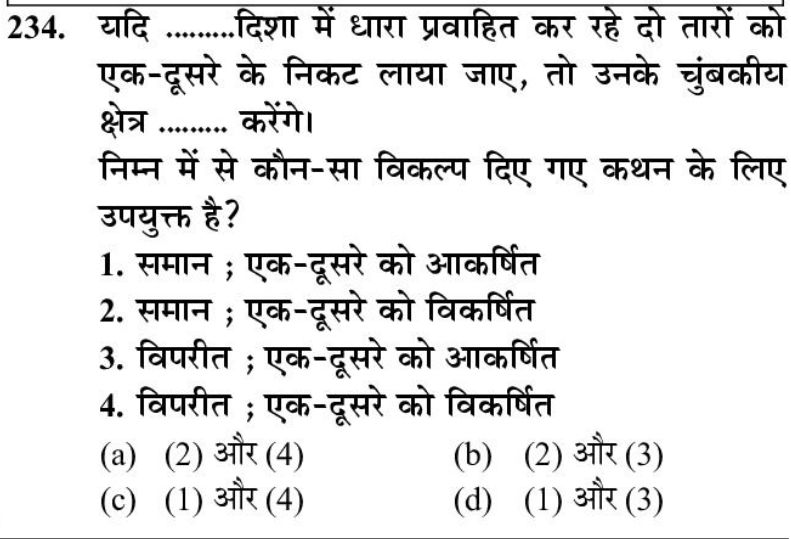 234. यदि ..........दिशा में धारा प्रवाहित कर रहे दो तारों को
एक-दूसरे के निकट लाया जाए, तो उनके चुंबकीय
क्षेत्र .......... करेंगे।
निम्न में से कौन-सा विकल्प दिए गए कथन के लिए
उपयुक्त है?
1. समान ; एक-दूसरे को आकर्षित
2. समान ; एक-दूसरे को विकर्षित
3. विपरीत ; एक-दूसरे को आकर्षित
4. विपरीत ; एक-दूसरे को विकर्षित
(a) (2) और (4) (b) (2) और (3)
(c) (1) और (4) (d) (1) और (3)